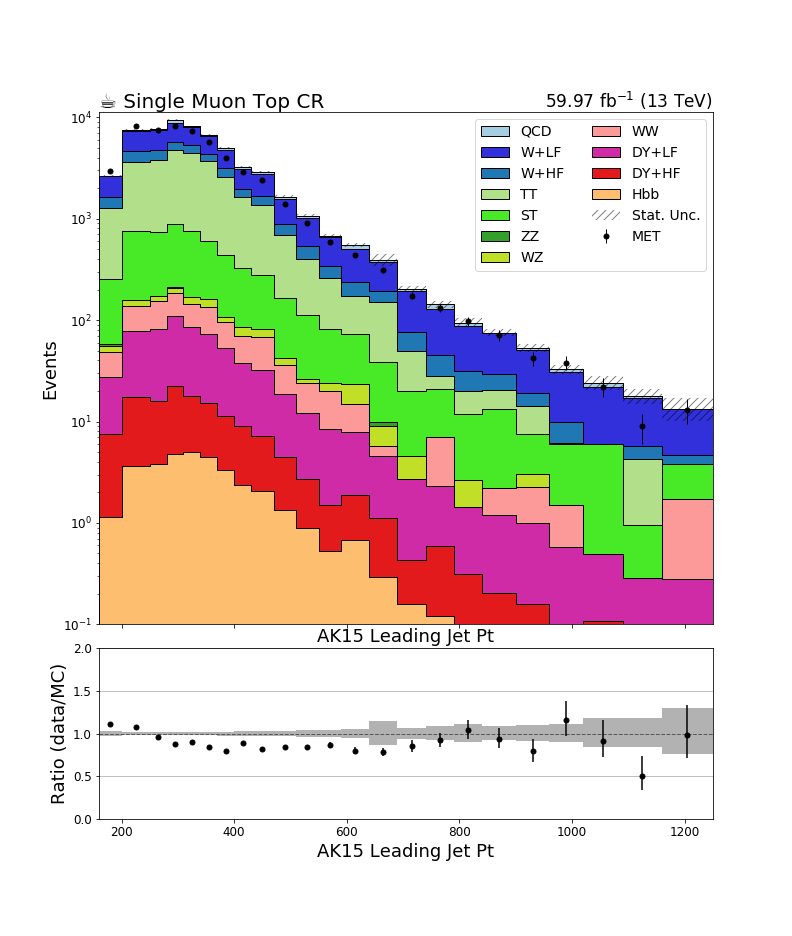 ☕ Single Muon Top CR 59.97 fb⁻¹ (13 TeV)
QCD WW
W+LF DY+LF
W+HF DY+HF
TT Hbb
ST Stat. Unc.
ZZ MET
WZ
Events
10⁴
10³
10²
10¹
10⁰
10⁻¹
AK15 Leading Jet Pt
Ratio (data/MC)
2.0
1.5
1.0
0.5
0.0
200 400 600 800 1000 1200
AK15 Leading Jet Pt